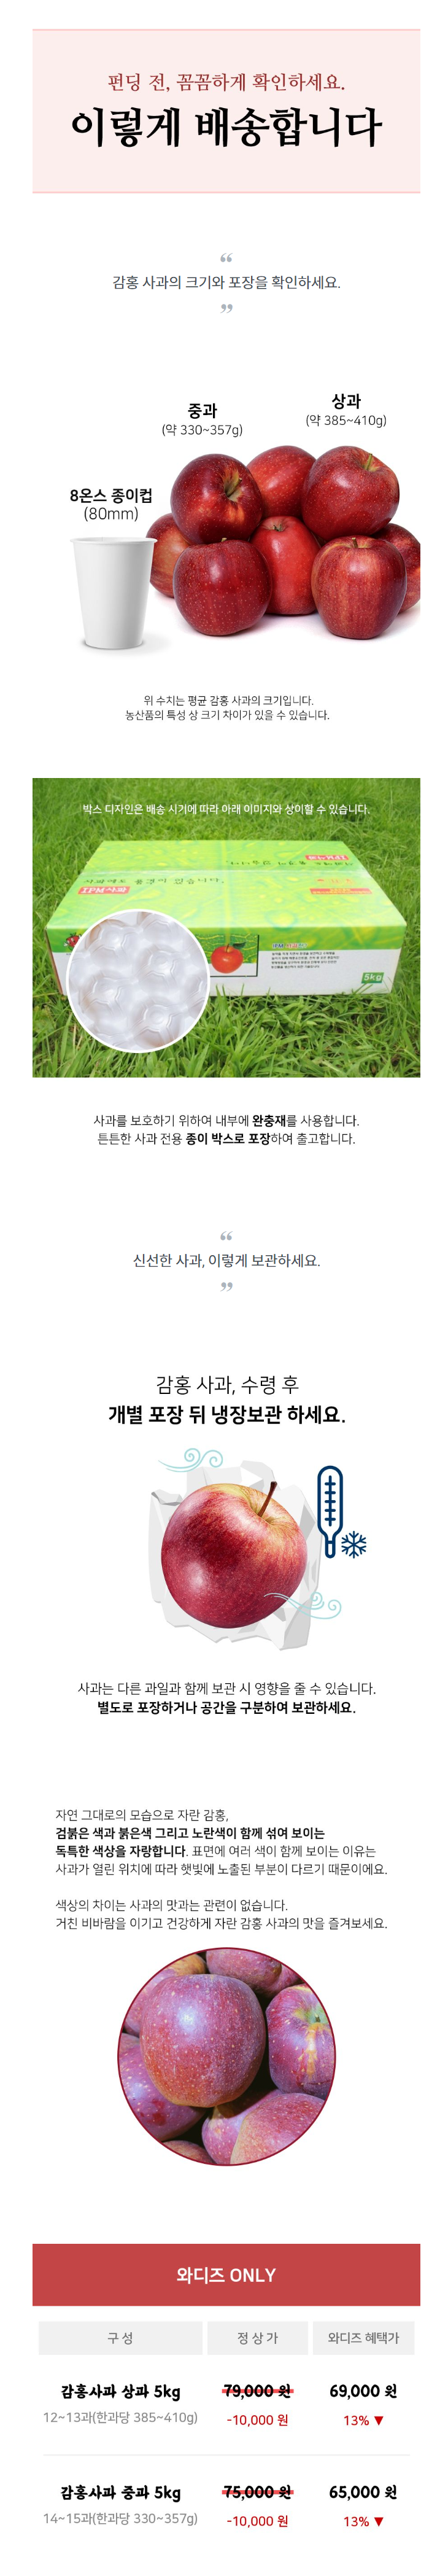 펀딩 전, 꼼꼼하게 확인하세요.
이렇게 배송합니다
“
감홍 사과의 크기와 포장을 확인하세요.
”
상과
(약 385~410g)
중과
(약 330~357g)
8온스 종이컵
(80mm)
위 수치는 평균 감홍 사과의 크기입니다.
농산품의 특성 상 크기 차이가 있을 수 있습니다.
박스 디자인은 배송 시기에 따라 아래 이미지와 상이할 수 있습니다.
IPM사과
5kg
사과를 보호하기 위하여 내부에 완충재를 사용합니다.
튼튼한 사과 전용 종이 박스로 포장하여 출고합니다.
“
신선한 사과, 이렇게 보관하세요.
”
감홍 사과, 수령 후
개별 포장 뒤 냉장보관 하세요.
사과는 다른 과일과 함께 보관 시 영향을 줄 수 있습니다.
별도로 포장하거나 공간을 구분하여 보관하세요.
자연 그대로의 모습으로 자란 감홍,
검붉은 색과 붉은색 그리고 노란색이 함께 섞여 보이는
독특한 색상을 자랑합니다. 표면에 여러 색이 함께 보이는 이유는
사과가 열린 위치에 따라 햇빛에 노출된 부분이 다르기 때문이에요.
색상의 차이는 사과의 맛과는 관련이 없습니다.
거친 비바람을 이기고 건강하게 자란 감홍 사과의 맛을 즐겨보세요.
와디즈 ONLY
구 성 정 상 가 와디즈 혜택가
감홍사과 상과 5kg 79,000 원 69,000 원
12~13과(한과당 385~410g) -10,000 원 13% ▼
감홍사과 중과 5kg 75,000 원 65,000 원
14~15과(한과당 330~357g) -10,000 원 13% ▼